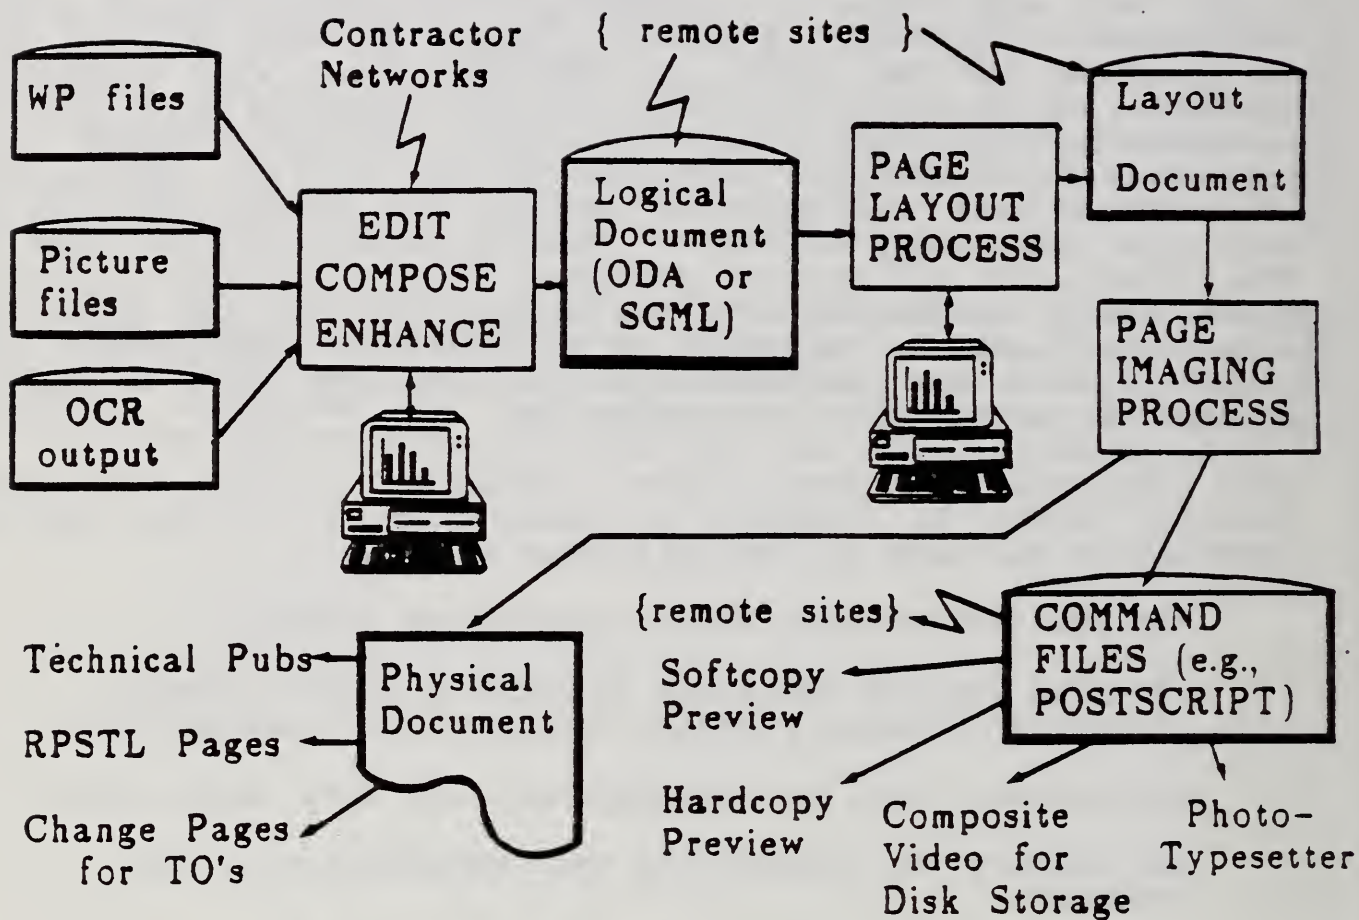 Contractor
Networks
{ remote sites }
WP files
Layout
Document
Picture
files
EDIT
COMPOSE
ENHANCE
Logical
Document
(ODA or
SGML)
PAGE
LAYOUT
PROCESS
OCR
output
PAGE
IMAGING
PROCESS
Technical Pubs
RPSTL Pages
Change Pages
for TO's
Physical
Document
{remote sites}
Softcopy
Preview
Hardcopy
Preview
COMMAND
FILES (e.g.,
POSTSCRIPT)
Composite
Video for
Disk Storage
Photo-
Typesetter